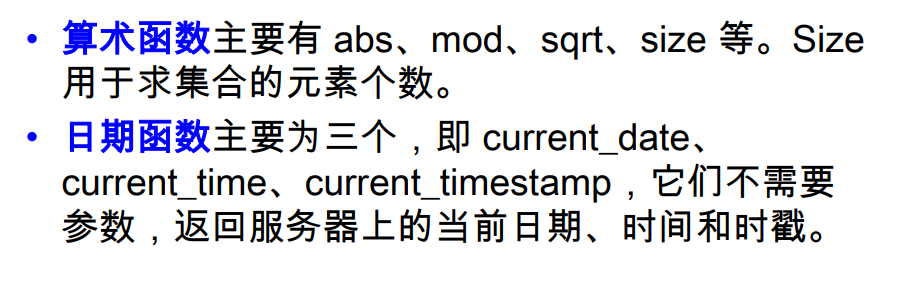 • 算术函数主要有 abs、mod、sqrt、size 等。Size
用于求集合的元素个数。
• 日期函数主要为三个，即 current_date、
current_time、current_timestamp，它们不需要
参数，返回服务器上的当前日期、时间和时戳。